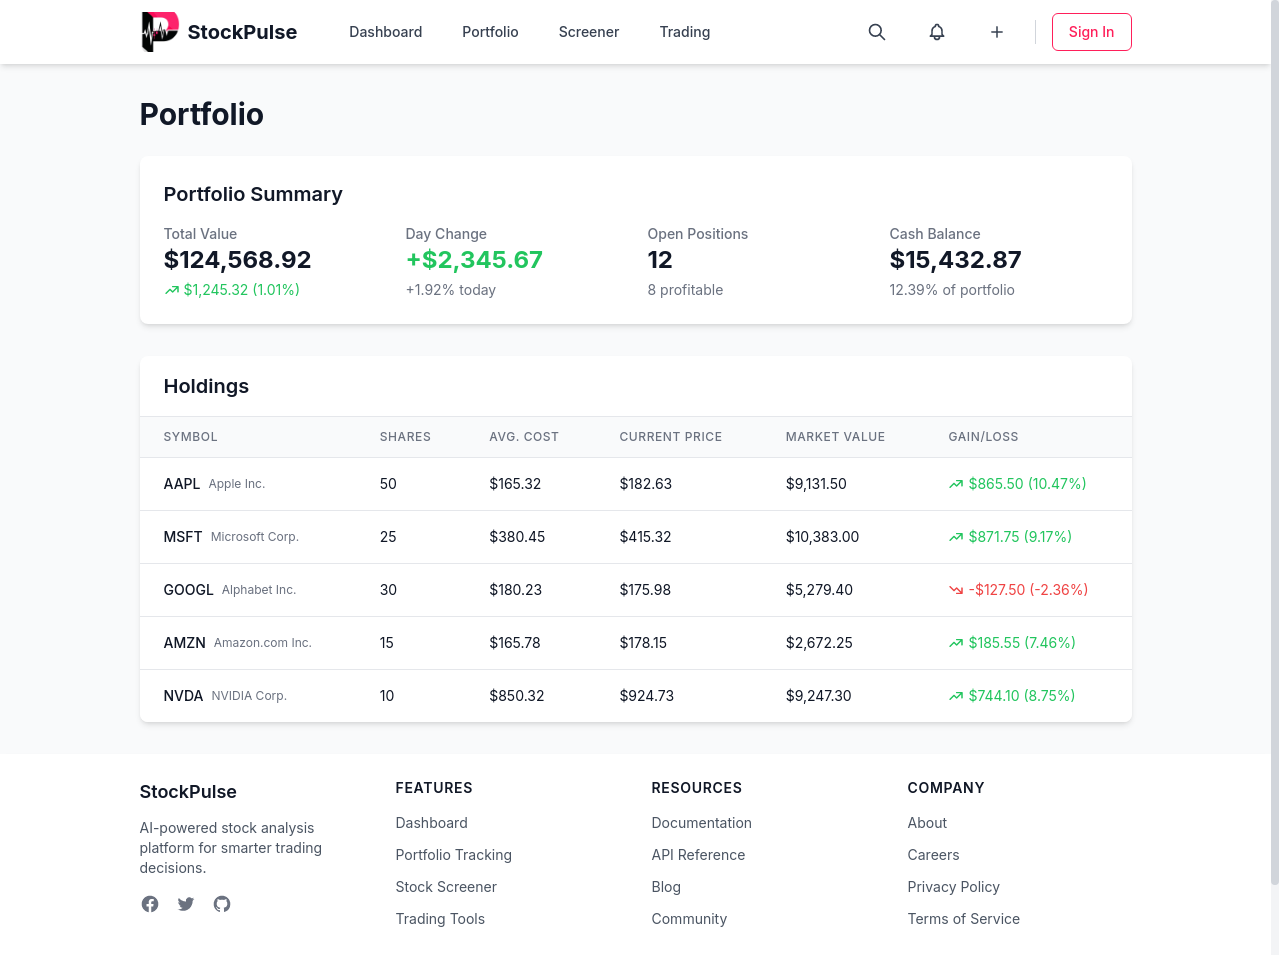 StockPulse
Dashboard Portfolio Screener Trading
Sign In
Portfolio
Portfolio Summary
Total Value Day Change Open Positions Cash Balance
$124,568.92 +$2,345.67 12 $15,432.87
$1,245.32 (1.01%) +1.92% today 8 profitable 12.39% of portfolio
Holdings
SYMBOL SHARES AVG. COST CURRENT PRICE MARKET VALUE GAIN/LOSS
AAPL Apple Inc. 50 $165.32 $182.63 $9,131.50 $865.50 (10.47%)
MSFT Microsoft Corp. 25 $380.45 $415.32 $10,383.00 $871.75 (9.17%)
GOOGL Alphabet Inc. 30 $180.23 $175.98 $5,279.40 -$127.50 (-2.36%)
AMZN Amazon.com Inc. 15 $165.78 $178.15 $2,672.25 $185.55 (7.46%)
NVDA NVIDIA Corp. 10 $850.32 $924.73 $9,247.30 $744.10 (8.75%)
StockPulse
AI-powered stock analysis
platform for smarter trading
decisions.
FEATURES
Dashboard
Portfolio Tracking
Stock Screener
Trading Tools
RESOURCES
Documentation
API Reference
Blog
Community
COMPANY
About
Careers
Privacy Policy
Terms of Service